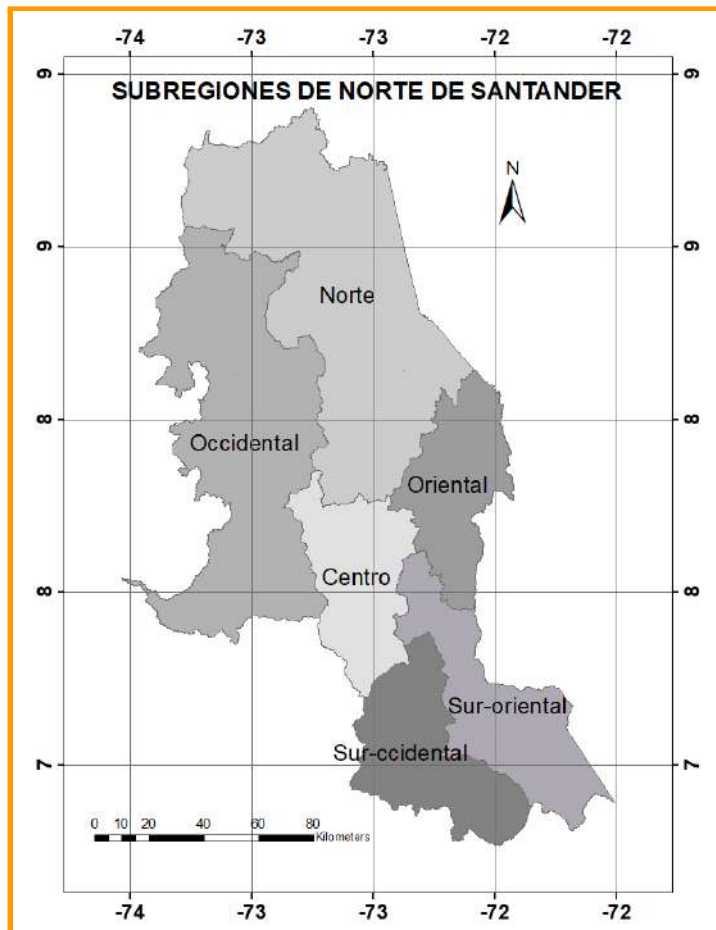 -74 -73 -73 -72 -72
SUBREGIONES DE NORTE DE SANTANDER
9 9
N
9 9
Norte
8 8
Occidental
Oriental
Centro
8 8
Sur-oriental
Sur-ccidental
7 7
0 10 20 40 60 80
Kilometers
-74 -73 -73 -72 -72